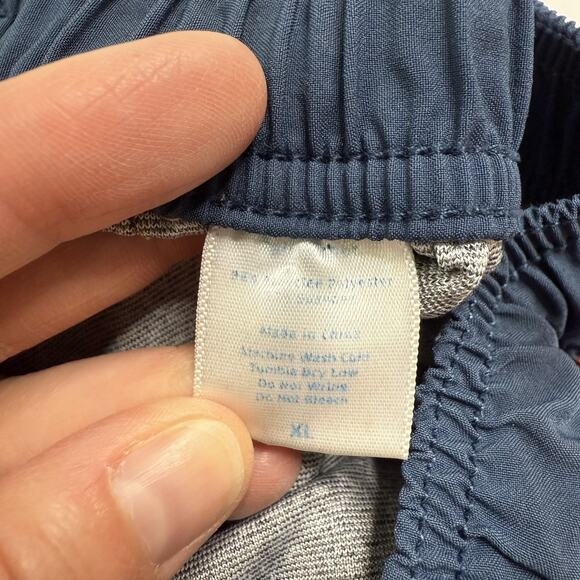 Polyester
Made in China
Machine Wash Cold
Tumble Dry Low
Do Not Wring
Do Not Bleach
XL